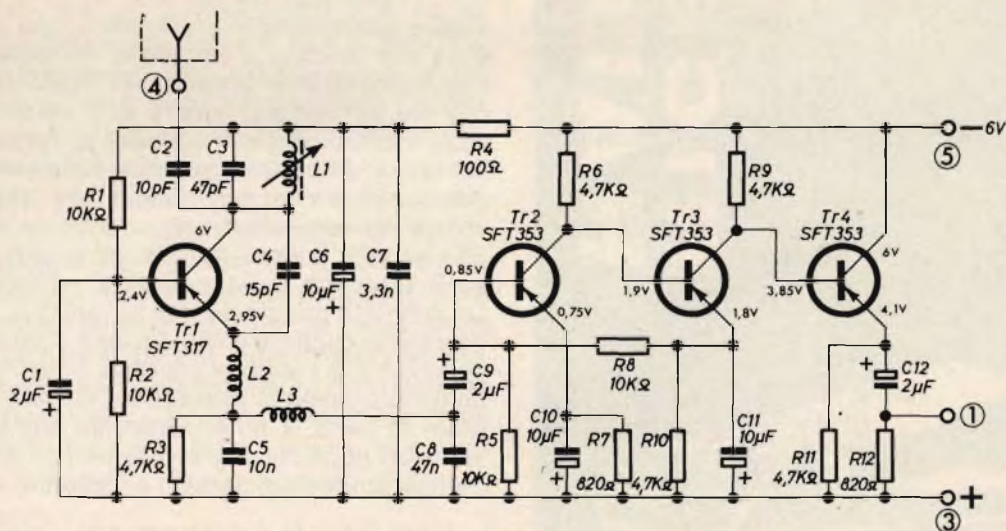 ④
− 6V
⑤
C2
10pF
C3
47pF
L1
R4
100Ω
R6
4,7KΩ
R9
4,7KΩ
R1
10KΩ
Tr2
SFT353
Tr3
SFT353
Tr4
SFT353
6V
C4
15pF
C6
10µF
+
C7
3,3n
0,85V
1,9V
3,85V
6V
2,4V
2,95V
0,75V
1,8V
4,1V
Tr1
SFT317
C1
2µF
+
R2
10KΩ
L2
L3
R8
10KΩ
+
C9
2µF
+
C12
2µF
①
R3
4,7KΩ
C5
10n
C8
47n
R5
10KΩ
C10
10µF
+
R7
820Ω
R10
4,7KΩ
C11
10µF
+
R11
4,7KΩ
R12
820Ω
+
③